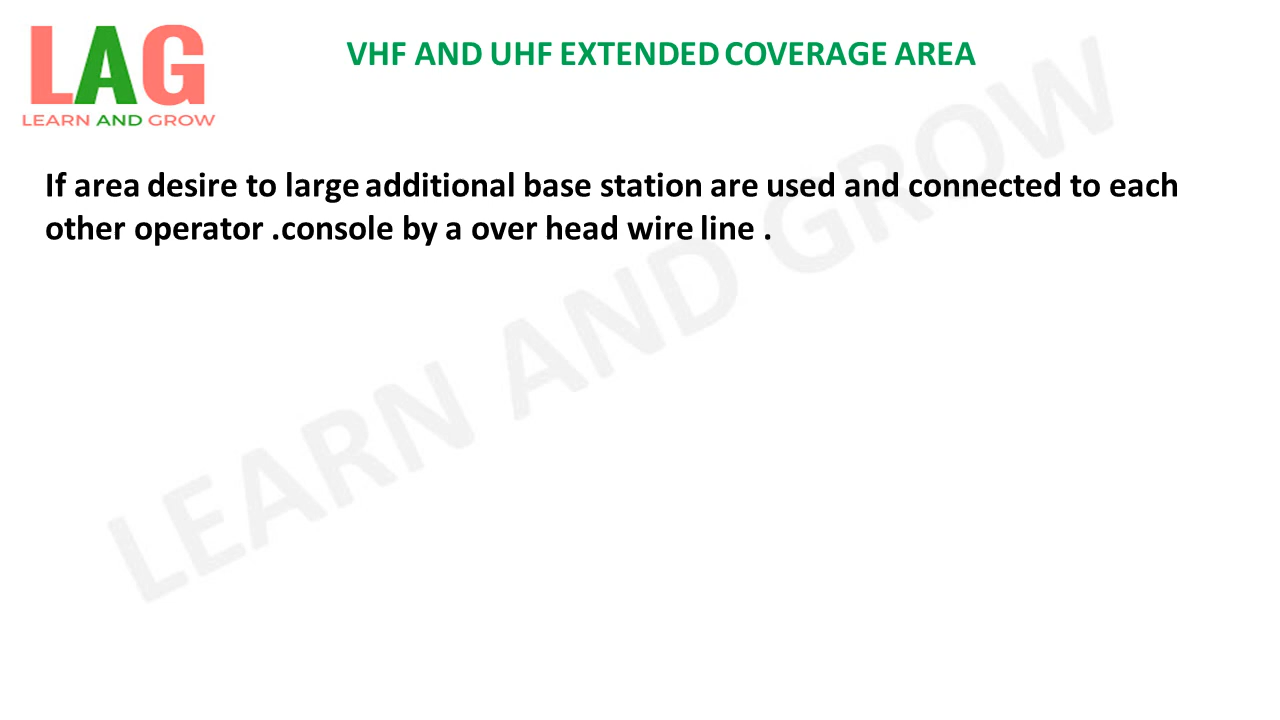 LAG
LEARN AND GROW
VHF AND UHF EXTENDED COVERAGE AREA
If area desire to large additional base station are used and connected to each
other operator .console by a over head wire line .
LEARN AND GROW